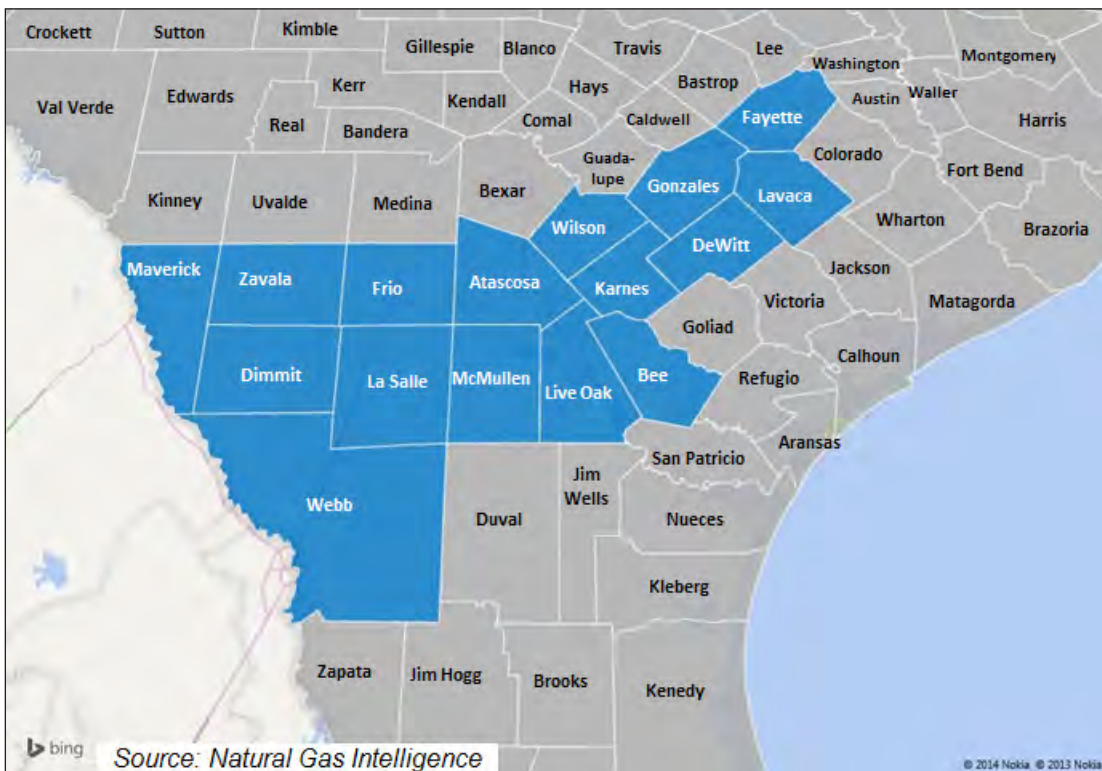 Crockett
Sutton
Kimble
Gillespie
Blanco
Travis
Lee
Washington
Montgomery
Val Verde
Edwards
Kerr
Kendall
Hays
Bastrop
Austin
Waller
Harris
Real
Bandera
Comal
Caldwell
Fayette
Guada-
lupe
Colorado
Fort Bend
Kinney
Uvalde
Medina
Bexar
Gonzales
Lavaca
Wharton
Brazoria
Wilson
DeWitt
Maverick
Zavala
Frio
Atascosa
Karnes
Jackson
Victoria
Matagorda
Goliad
Calhoun
Dimmit
La Salle
McMullen
Live Oak
Bee
Refugio
Aransas
San Patricio
Webb
Duval
Jim
Wells
Nueces
Kleberg
Zapata
Jim Hogg
Brooks
Kenedy
bing
Source: Natural Gas Intelligence
© 2014 Nokia © 2013 Nokia